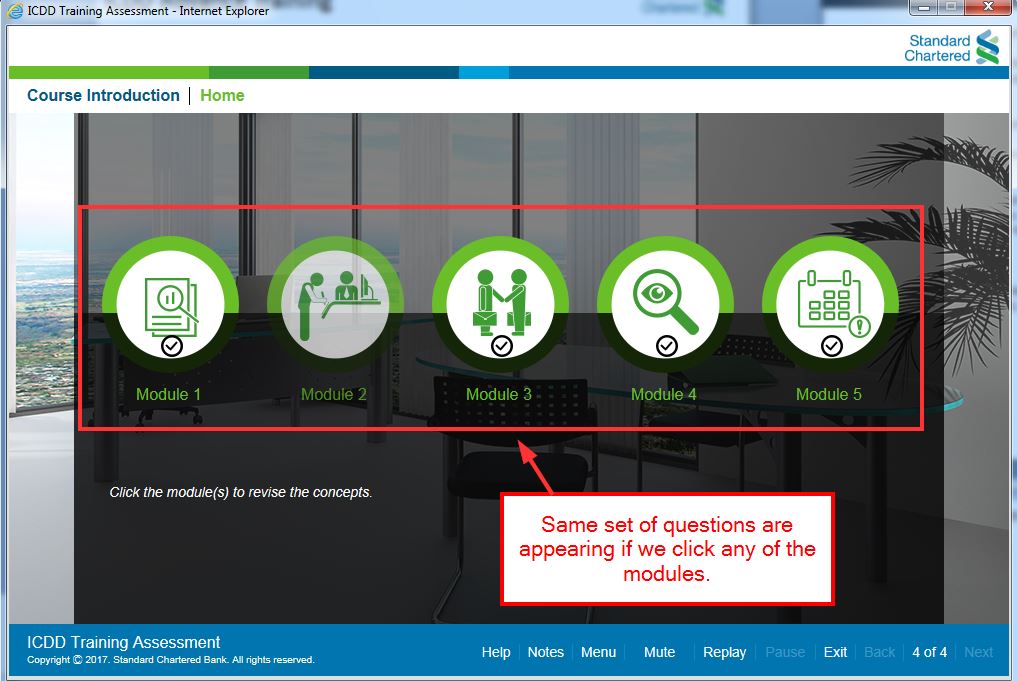 ICDD Training Assessment - Internet Explorer
Standard
Chartered
Course Introduction | Home
Module 1
Module 2
Module 3
Module 4
Module 5
Click the module(s) to revise the concepts.
Same set of questions are
appearing if we click any of the
modules.
ICDD Training Assessment
Copyright © 2017. Standard Chartered Bank. All rights reserved.
Help | Notes | Menu | Mute | Replay | Pause | Exit | Back | 4 of 4 | Next